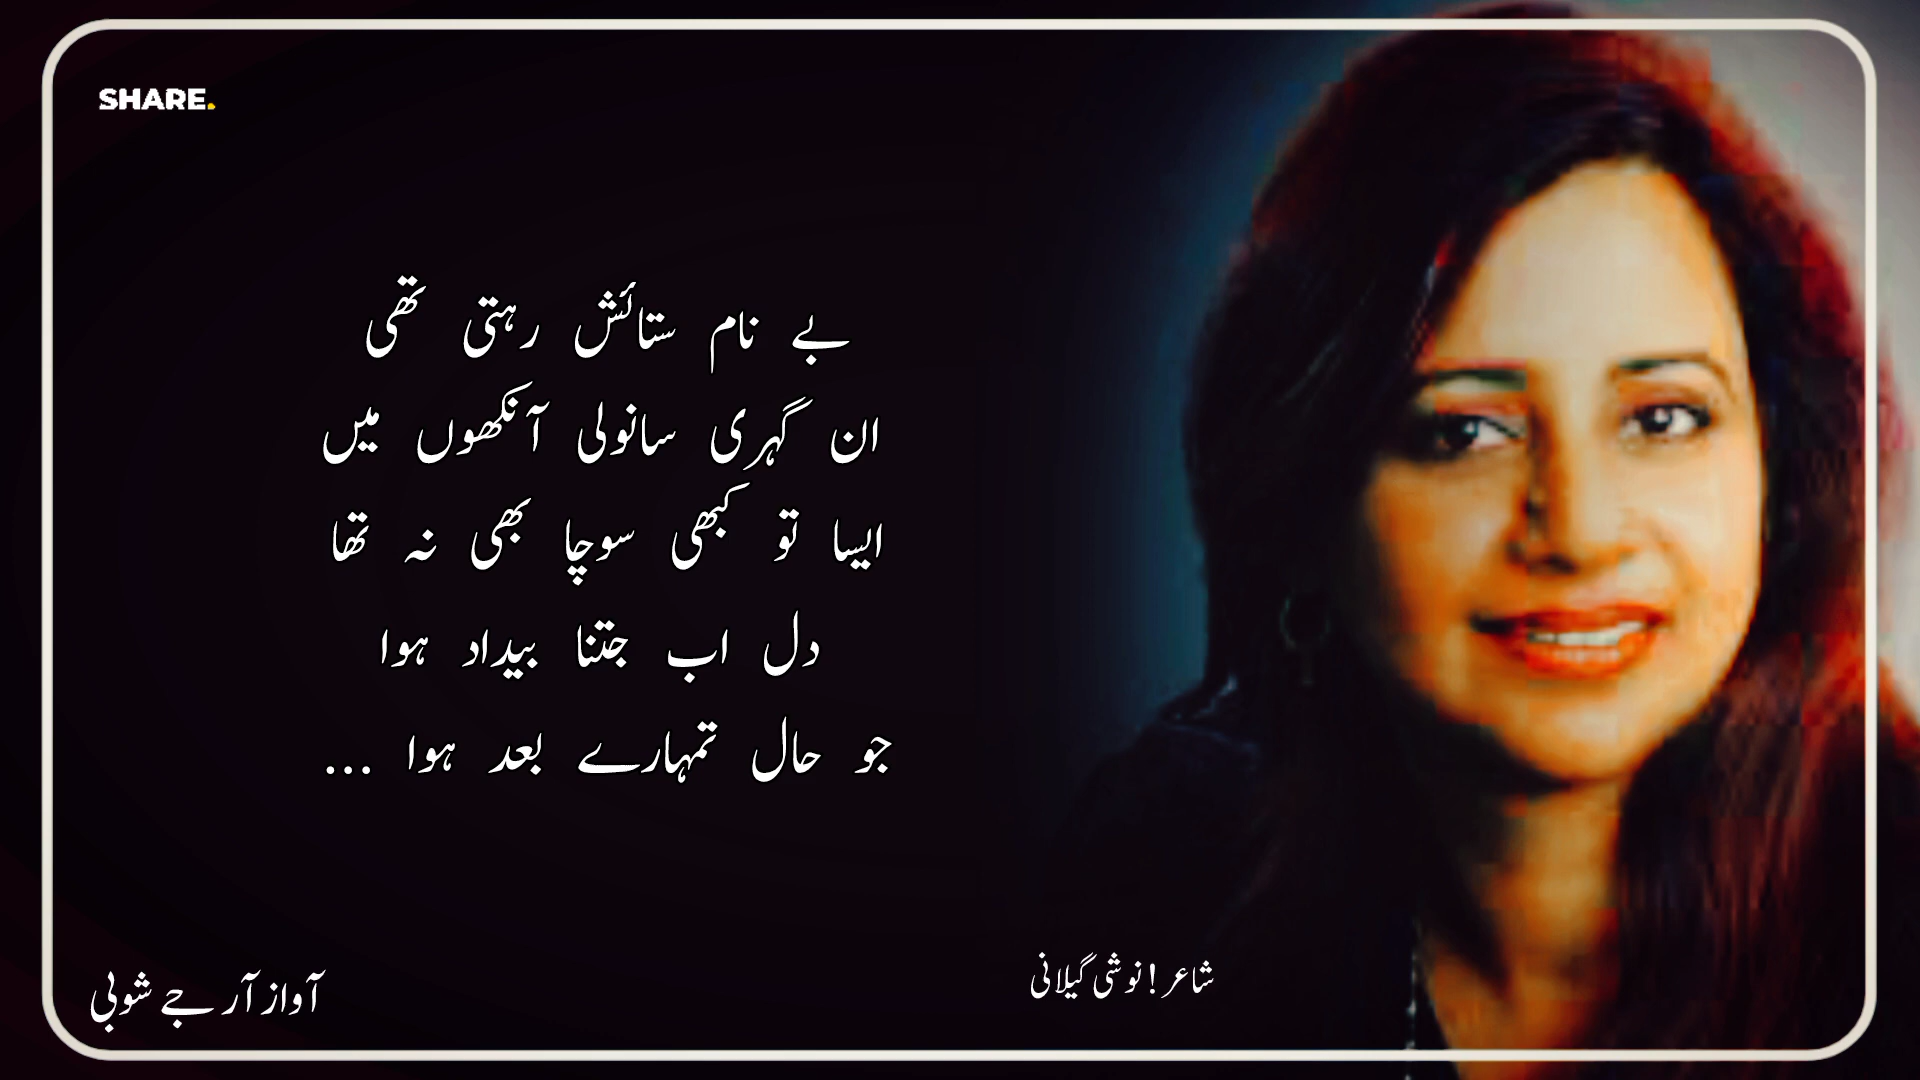 SHARE.
بے نام ستائش رہتی تھی
ان گہری سانولی آنکھوں میں
ایسا تو کبھی سوچا بھی نہ تھا
دل اب جتنا بیداد ہوا
جو حال تمہارے بعد ہوا ...
شاعر ! نوشی گیلانی
آواز آر جے شوبی